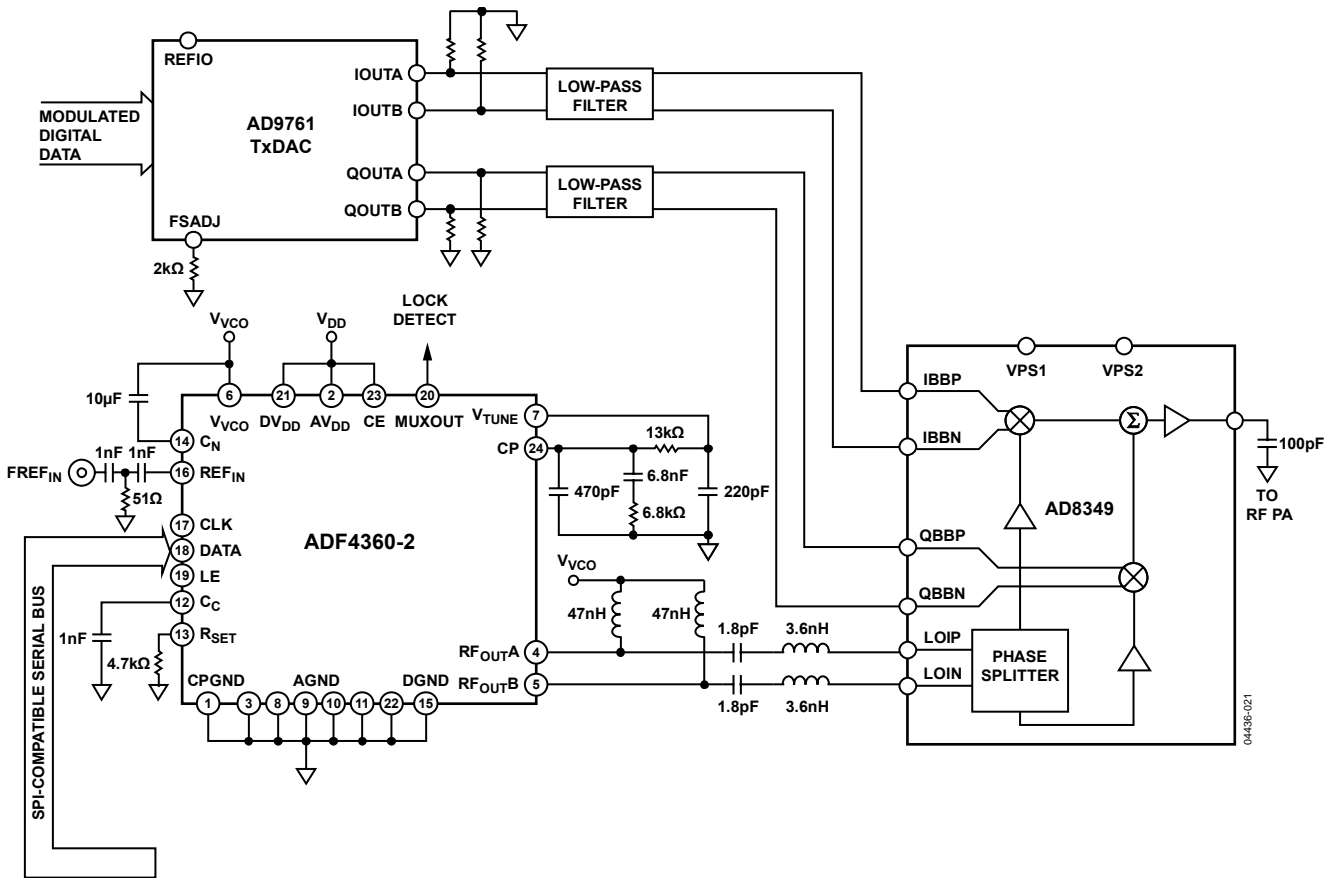 REFIO
IOUTA
IOUTB
LOW-PASS
FILTER
MODULATED
DIGITAL
DATA
AD9761
TxDAC
QOUTA
QOUTB
LOW-PASS
FILTER
FSADJ
2kΩ
LOCK
DETECT
VVCO
VDD
10µF
6
21
2
23
20
VVCO
DVDD
AVDD
CE
MUXOUT
VTUNE
7
CP
24
13kΩ
470pF
6.8nF
6.8kΩ
220pF
14
CN
1nF
1nF
FREFIN
16
REFIN
51Ω
17
CLK
18
DATA
19
LE
12
CC
13
RSET
1nF
4.7kΩ
ADF4360-2
SPI-COMPATIBLE SERIAL BUS
CPGND
AGND
DGND
1
3
8
9
10
11
22
15
RFOUTA
4
RFOUTB
5
VVCO
47nH
47nH
1.8pF
3.6nH
1.8pF
3.6nH
VPS1
VPS2
IBBP
IBBN
Σ
100pF
TO
RF PA
AD8349
QBBP
QBBN
LOIP
LOIN
PHASE
SPLITTER
04436-021